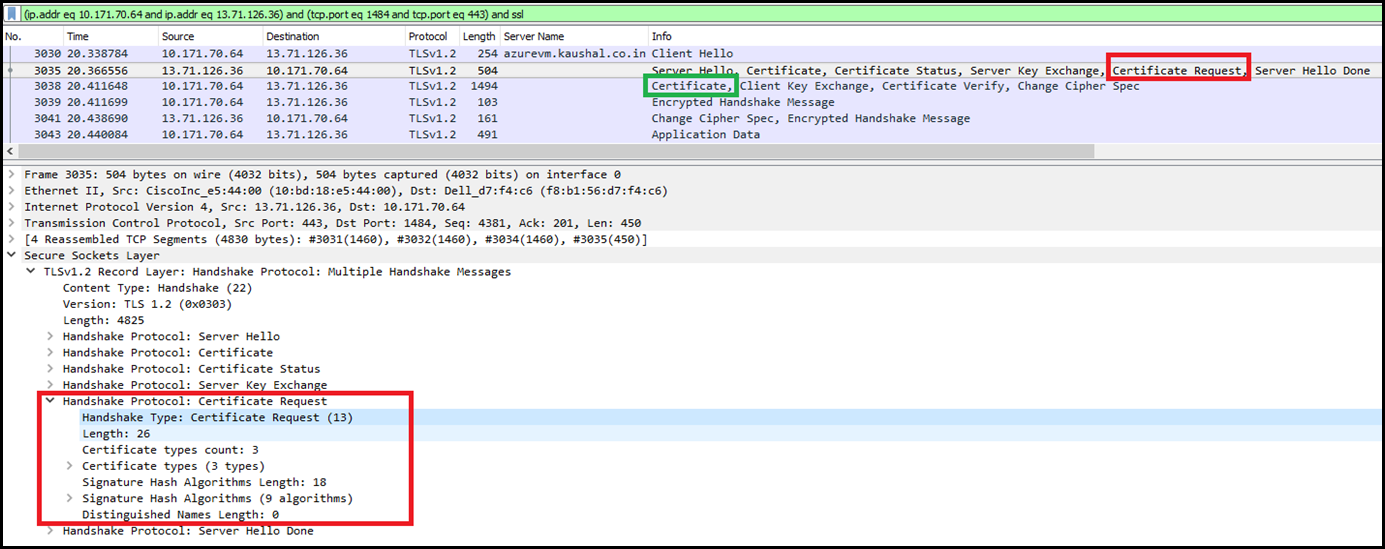 (ip.addr eq 10.171.70.64 and ip.addr eq 13.71.126.36) and (tcp.port eq 1484 and tcp.port eq 443) and ssl
No. Time Source Destination Protocol Length Server Name Info
3030 20.338784 10.171.70.64 13.71.126.36 TLSv1.2 254 azurevm.kaushal.co.in Client Hello
3035 20.366556 13.71.126.36 10.171.70.64 TLSv1.2 504 Server Hello, Certificate, Certificate Status, Server Key Exchange, Certificate Request, Server Hello Done
3038 20.411648 10.171.70.64 13.71.126.36 TLSv1.2 1494 Certificate, Client Key Exchange, Certificate Verify, Change Cipher Spec
3039 20.411699 10.171.70.64 13.71.126.36 TLSv1.2 103 Encrypted Handshake Message
3041 20.438690 13.71.126.36 10.171.70.64 TLSv1.2 161 Change Cipher Spec, Encrypted Handshake Message
3043 20.440084 10.171.70.64 13.71.126.36 TLSv1.2 491 Application Data
Frame 3035: 504 bytes on wire (4032 bits), 504 bytes captured (4032 bits) on interface 0
Ethernet II, Src: CiscoInc_e5:44:00 (10:bd:18:e5:44:00), Dst: Dell_d7:f4:c6 (f8:b1:56:d7:f4:c6)
Internet Protocol Version 4, Src: 13.71.126.36, Dst: 10.171.70.64
Transmission Control Protocol, Src Port: 443, Dst Port: 1484, Seq: 4381, Ack: 201, Len: 450
[4 Reassembled TCP Segments (4830 bytes): #3031(1460), #3032(1460), #3034(1460), #3035(450)]
Secure Sockets Layer
TLSv1.2 Record Layer: Handshake Protocol: Multiple Handshake Messages
Content Type: Handshake (22)
Version: TLS 1.2 (0x0303)
Length: 4825
Handshake Protocol: Server Hello
Handshake Protocol: Certificate
Handshake Protocol: Certificate Status
Handshake Protocol: Server Key Exchange
Handshake Protocol: Certificate Request
Handshake Type: Certificate Request (13)
Length: 26
Certificate types count: 3
Certificate types (3 types)
Signature Hash Algorithms Length: 18
Signature Hash Algorithms (9 algorithms)
Distinguished Names Length: 0
Handshake Protocol: Server Hello Done